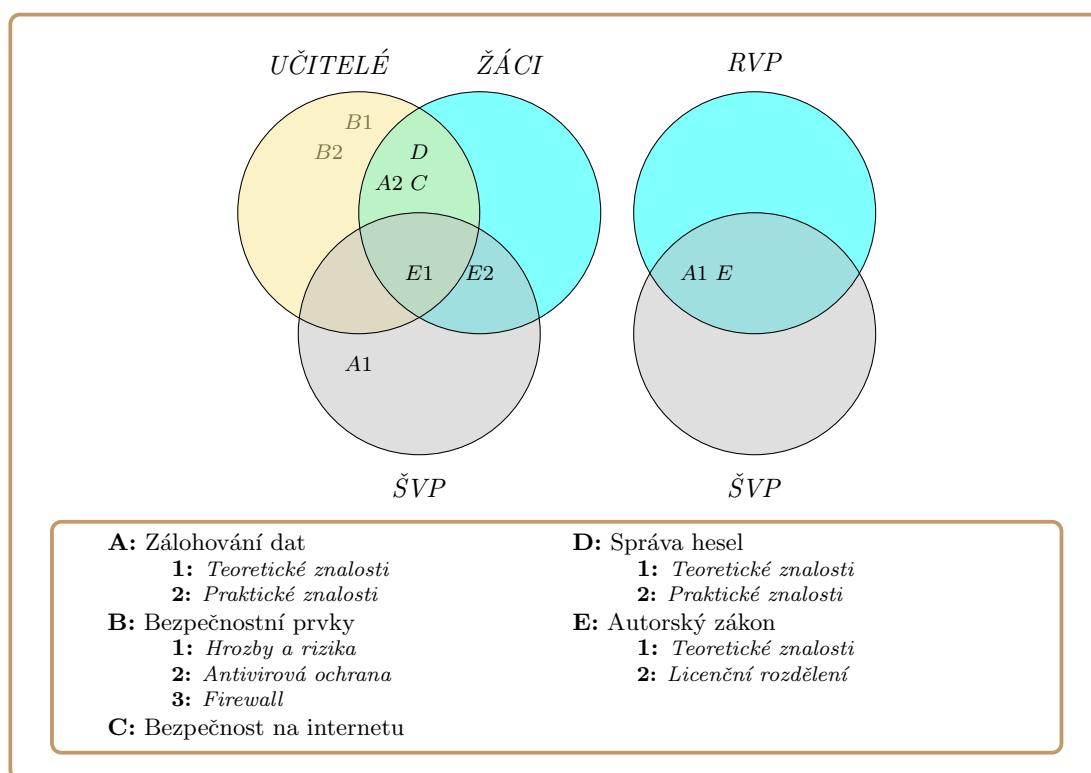 UČITELÉ ŽÁCI RVP
B1
B2 D
A2 C
E1 E2 A1 E
A1
ŠVP ŠVP
A: Zálohování dat
1: Teoretické znalosti
2: Praktické znalosti
B: Bezpečnostní prvky
1: Hrozby a rizika
2: Antivirová ochrana
3: Firewall
C: Bezpečnost na internetu
D: Správa hesel
1: Teoretické znalosti
2: Praktické znalosti
E: Autorský zákon
1: Teoretické znalosti
2: Licenční rozdělení